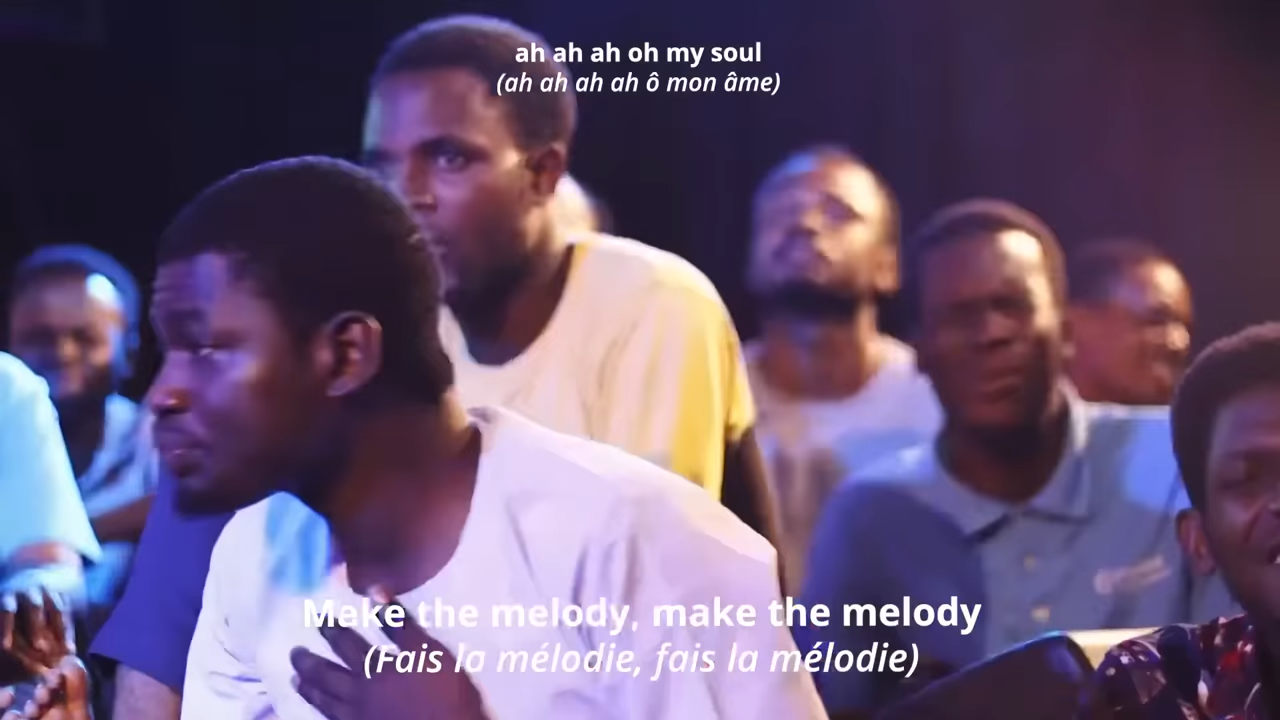 ah ah ah oh my soul
(ah ah ah ah ô mon âme)
Meke the melody, make the melody
(Fais la mélodie, fais la mélodie)